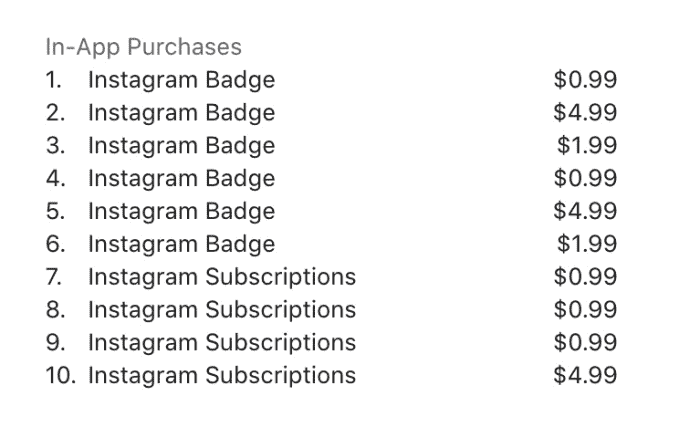 In-App Purchases
1. Instagram Badge $0.99
2. Instagram Badge $4.99
3. Instagram Badge $1.99
4. Instagram Badge $0.99
5. Instagram Badge $4.99
6. Instagram Badge $1.99
7. Instagram Subscriptions $0.99
8. Instagram Subscriptions $0.99
9. Instagram Subscriptions $0.99
10. Instagram Subscriptions $4.99